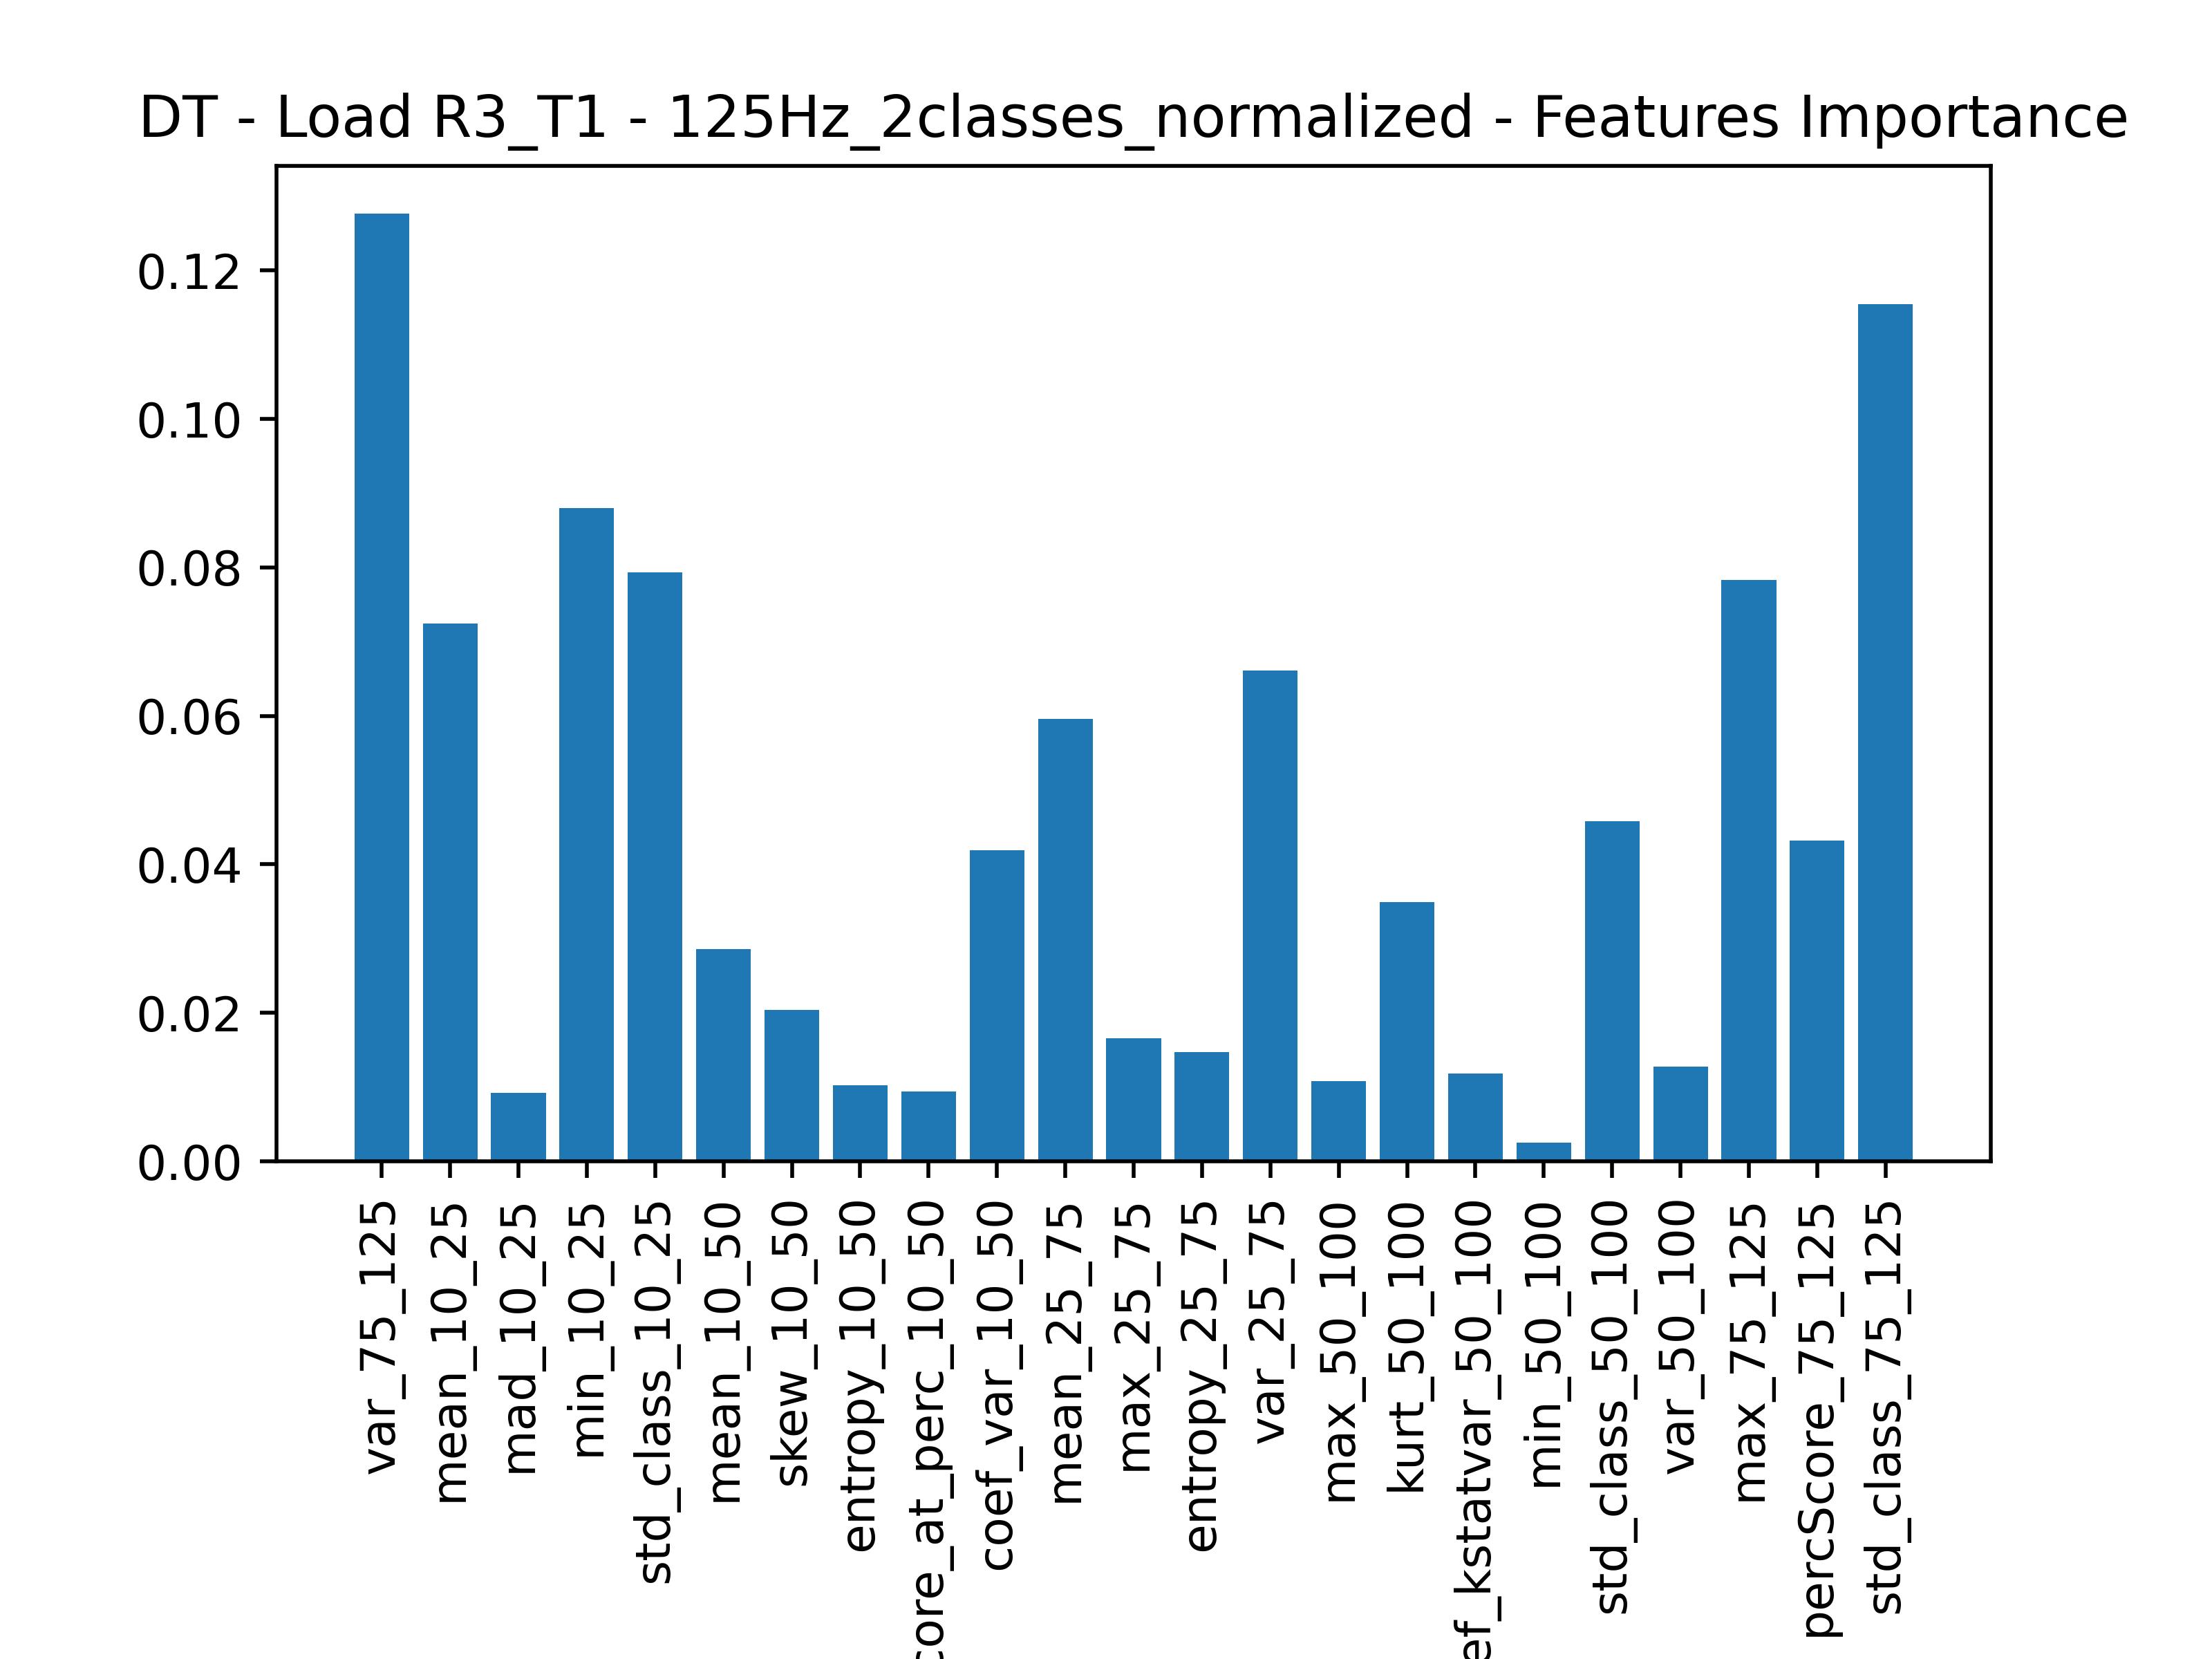 DT - Load R3_T1 - 125Hz_2classes_normalized - Features Importance
0.12
0.10
0.08
0.06
0.04
0.02
0.00
var_75_125
mean_10_25
mad_10_25
min_10_25
std_class_10_25
mean_10_50
skew_10_50
entropy_10_50
core_at_perc_10_50
coef_var_10_50
mean_25_75
max_25_75
entropy_25_75
var_25_75
max_50_100
kurt_50_100
ef_kstatvar_50_100
min_50_100
std_class_50_100
var_50_100
max_75_125
percScore_75_125
std_class_75_125